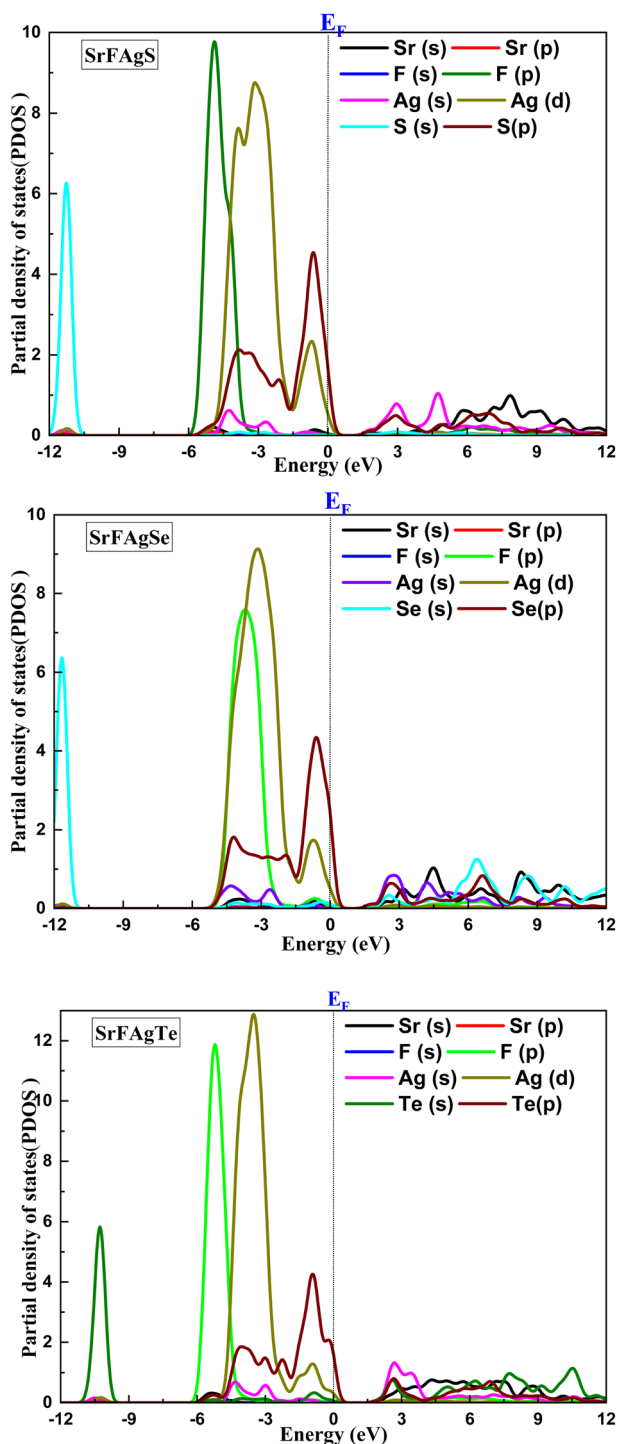 E_F
SrFAgS
Sr (s) Sr (p)
F (s) F (p)
Ag (s) Ag (d)
S (s) S(p)
Partial density of states(PDOS )
10
8
6
4
2
0
-12 -9 -6 -3 0 3 6 9 12
Energy (eV)
E_F
SrFAgSe
Sr (s) Sr (p)
F (s) F (p)
Ag (s) Ag (d)
Se (s) Se(p)
Partial density of states(PDOS )
10
8
6
4
2
0
-12 -9 -6 -3 0 3 6 9 12
Energy (eV)
E_F
SrFAgTe
Sr (s) Sr (p)
F (s) F (p)
Ag (s) Ag (d)
Te (s) Te(p)
Partial density of states(PDOS )
12
10
8
6
4
2
0
-12 -9 -6 -3 0 3 6 9 12
Energy (eV)